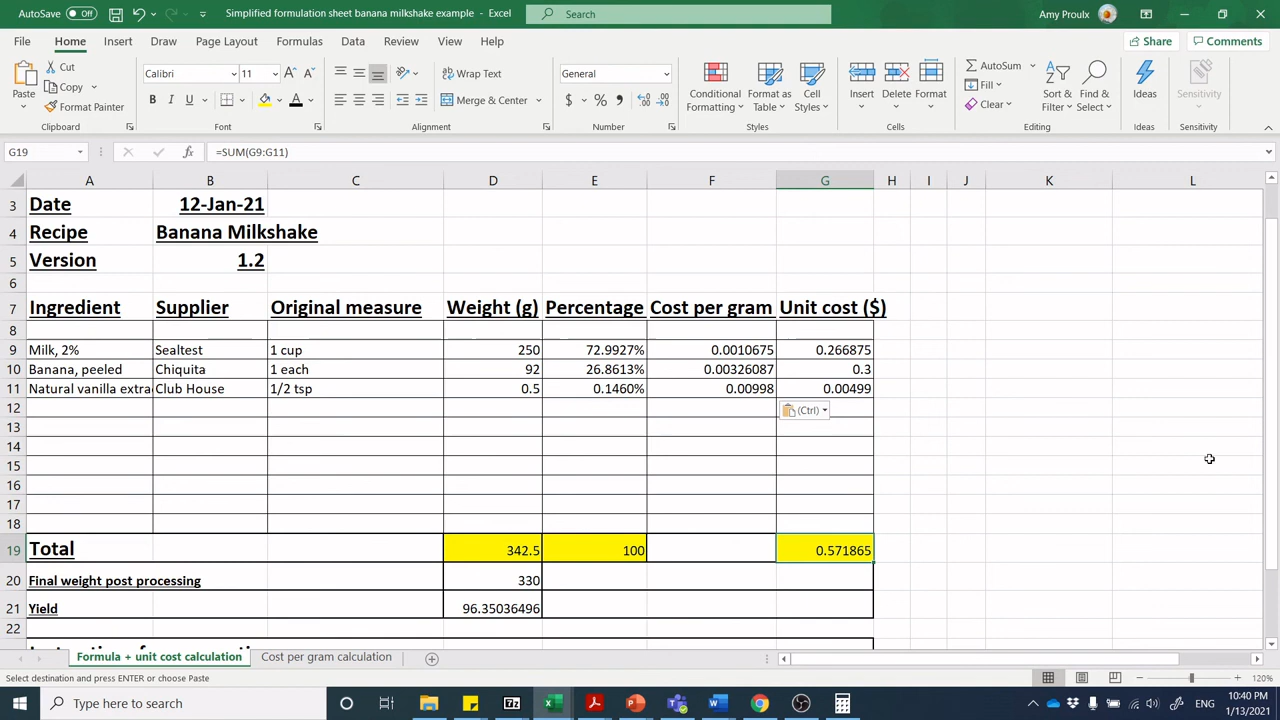 AutoSave Off Simplified formulation sheet banana milkshake example - Excel Search Amy Proulx
File Home Insert Draw Page Layout Formulas Data Review View Help Share Comments
Cut Calibri 11 Wrap Text General AutoSum
Paste Copy Conditional Formatting Format as Table Cell Styles Insert Delete Format Fill Sort & Filter Find & Select Ideas Sensitivity
Format Painter B I U A Merge & Center $ % , Clear
Clipboard Font Alignment Number Styles Cells Editing Ideas Sensitivity
G19 fx =SUM(G9:G11)
A B C D E F G H I J K L
3 Date 12-Jan-21
4 Recipe Banana Milkshake
5 Version 1.2
6
7 Ingredient Supplier Original measure Weight (g) Percentage Cost per gram Unit cost ($)
8
9 Milk, 2% Sealtest 1 cup 250 72.9927% 0.0010675 0.266875
10 Banana, peeled Chiquita 1 each 92 26.8613% 0.00326087 0.3
11 Natural vanilla extra Club House 1/2 tsp 0.5 0.1460% 0.00998 0.00499
12 (Ctrl)
13
14
15
16
17
18
19 Total 342.5 100 0.571865
20 Final weight post processing 330
21 Yield 96.35036496
22
Formula + unit cost calculation Cost per gram calculation
Select destination and press ENTER or choose Paste 120%
Type here to search ENG 10:40 PM
1/13/2021